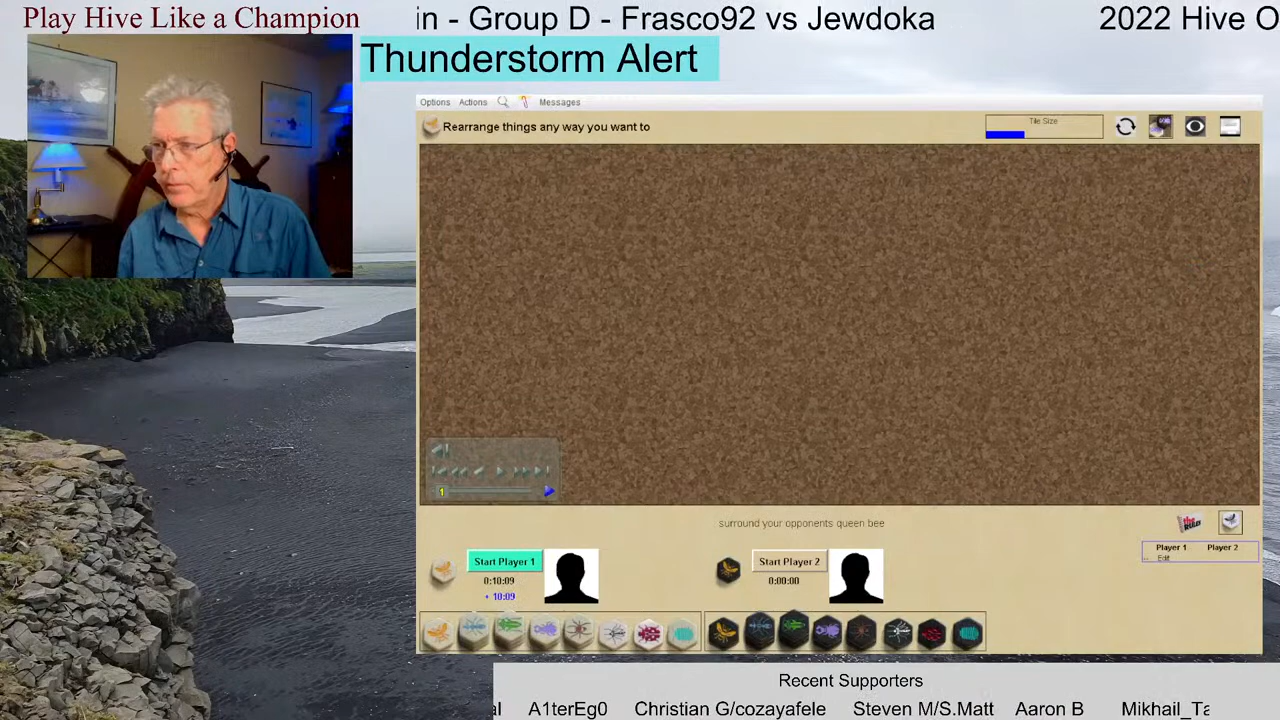 Play Hive Like a Champion
in - Group D - Frasco92 vs Jewdoka
2022 Hive O
Thunderstorm Alert
Options Actions Messages
Rearrange things any way you want to
Tile Size
1
surround your opponents queen bee
the Rules
Player 1 Player 2
Edit
Start Player 1
0:10:09
+ 10:09
Start Player 2
0:00:00
Recent Supporters
al A1terEg0 Christian G/cozayafele Steven M/S.Matt Aaron B Mikhail_Ta